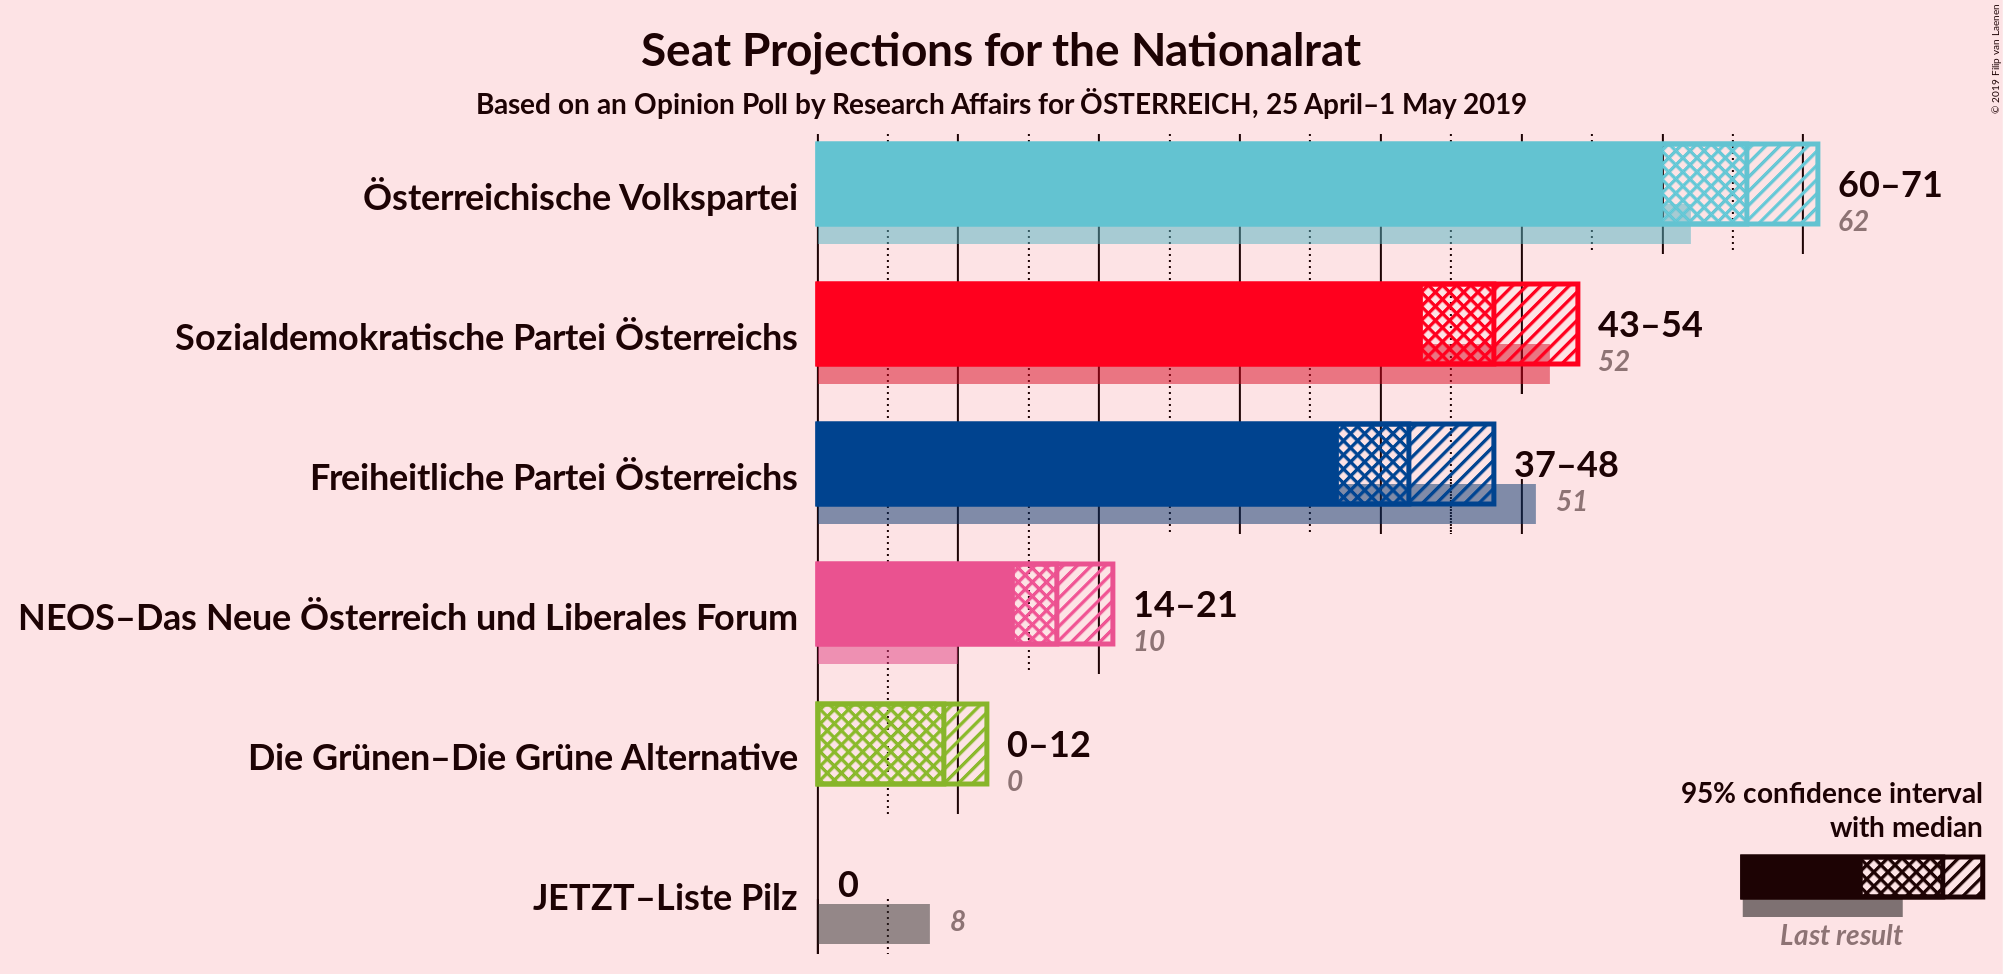 Seat Projections for the Nationalrat
Based on an Opinion Poll by Research Affairs for ÖSTERREICH, 25 April–1 May 2019
© 2019 Filip van Laenen
Österreichische Volkspartei
60–71
62
Sozialdemokratische Partei Österreichs
43–54
52
Freiheitliche Partei Österreichs
37–48
51
NEOS–Das Neue Österreich und Liberales Forum
14–21
10
Die Grünen–Die Grüne Alternative
0–12
0
JETZT–Liste Pilz
0
8
95% confidence interval
with median
Last result